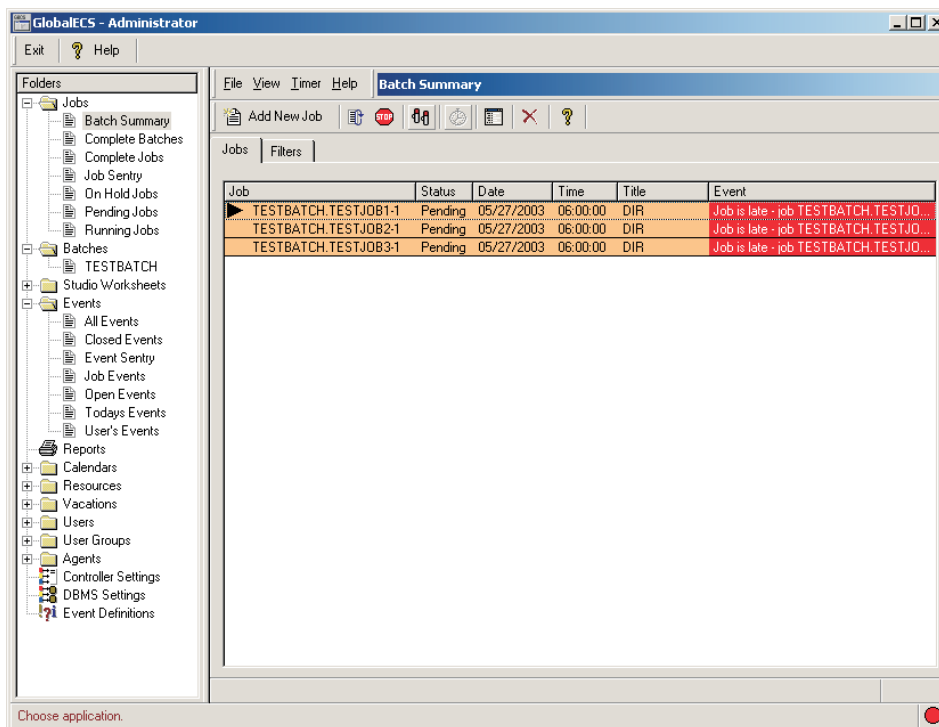 GlobalECS - Administrator
Exit Help
Folders
Jobs
Batch Summary
Complete Batches
Complete Jobs
Job Sentry
On Hold Jobs
Pending Jobs
Running Jobs
Batches
TESTBATCH
Studio Worksheets
Events
All Events
Closed Events
Event Sentry
Job Events
Open Events
Todays Events
User's Events
Reports
Calendars
Resources
Vacations
Users
User Groups
Agents
Controller Settings
DBMS Settings
Event Definitions
File View Timer Help Batch Summary
Add New Job STOP
Jobs Filters
Job Status Date Time Title Event
TESTBATCH.TESTJOB1-1 Pending 05/27/2003 06:00:00 DIR Job is late - job TESTBATCH.TESTJO...
TESTBATCH.TESTJOB2-1 Pending 05/27/2003 06:00:00 DIR Job is late - job TESTBATCH.TESTJO...
TESTBATCH.TESTJOB3-1 Pending 05/27/2003 06:00:00 DIR Job is late - job TESTBATCH.TESTJO...
Choose application.